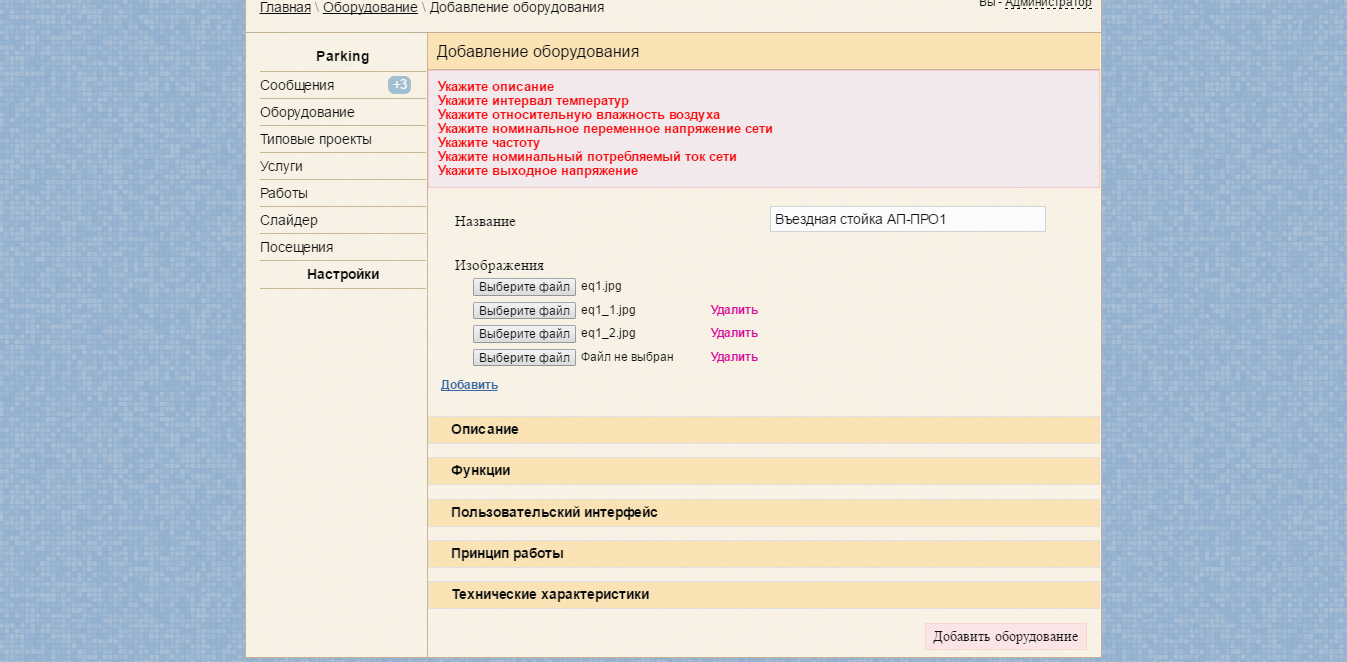 Главная \ Оборудование \ Добавление оборудования
Вы - Администратор
Parking
Сообщения +3
Оборудование
Типовые проекты
Услуги
Работы
Слайдер
Посещения
Настройки
Добавление оборудования
Укажите описание
Укажите интервал температур
Укажите относительную влажность воздуха
Укажите номинальное переменное напряжение сети
Укажите частоту
Укажите номинальный потребляемый ток сети
Укажите выходное напряжение
Название Въездная стойка АП-ПРО1
Изображения
Выберите файл eq1.jpg
Выберите файл eq1_1.jpg Удалить
Выберите файл eq1_2.jpg Удалить
Выберите файл Файл не выбран Удалить
Добавить
Описание
Функции
Пользовательский интерфейс
Принцип работы
Технические характеристики
Добавить оборудование